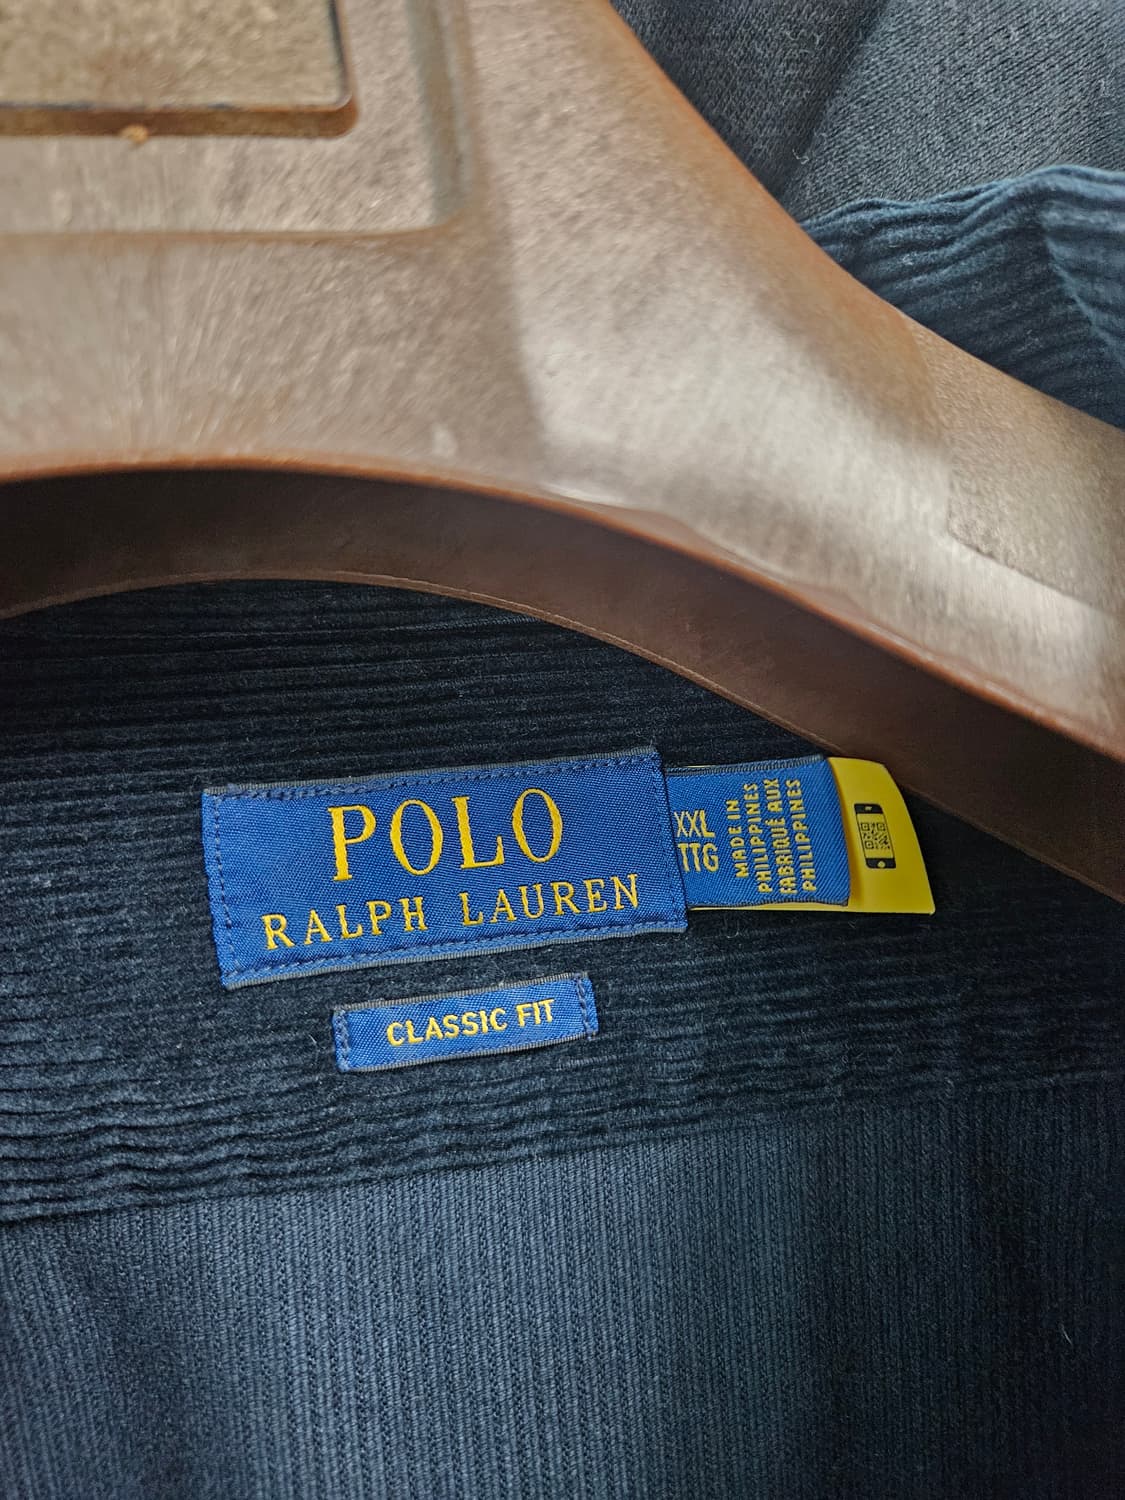 POLO
RALPH LAUREN
XXL
TTG
MADE IN
PHILIPPINES
FABRIQUÉ AUX
PHILIPPINES
CLASSIC FIT